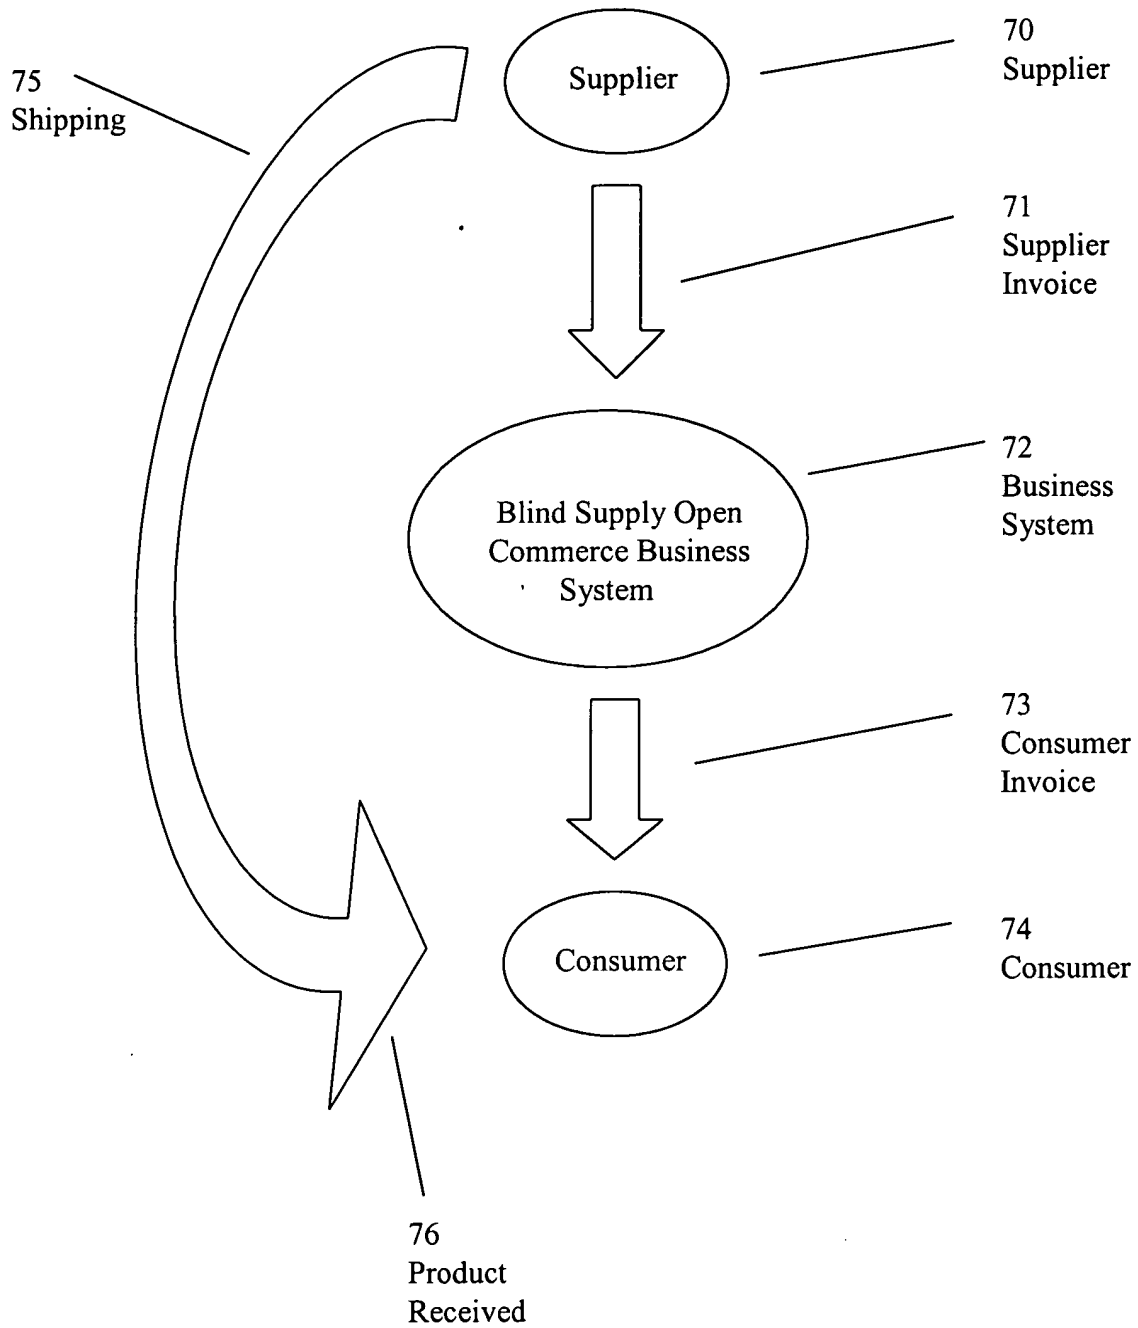 70
Supplier
75
Shipping
Supplier
71
Supplier
Invoice
72
Business
System
Blind Supply Open
Commerce Business
System
73
Consumer
Invoice
Consumer
74
Consumer
76
Product
Received